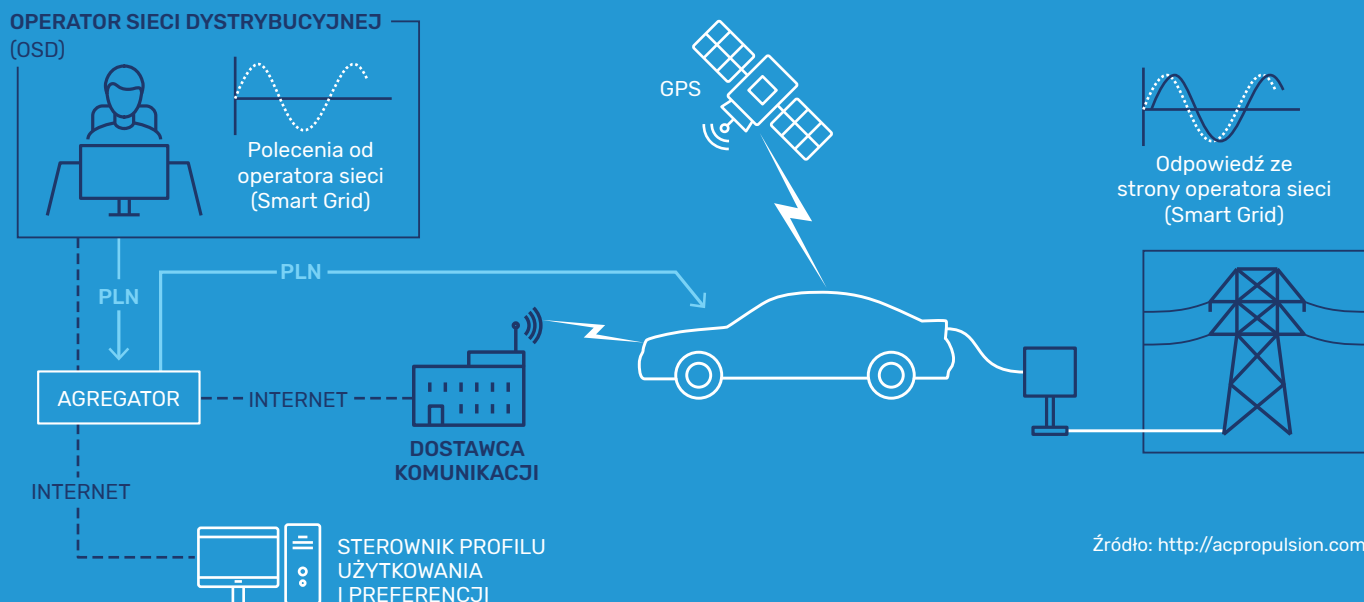 OPERATOR SIECI DYSTRYBUCYJNEJ
(OSD)
Polecenia od
operatora sieci
(Smart Grid)
GPS
Odpowiedź ze
strony operatora sieci
(Smart Grid)
PLN
PLN
AGREGATOR
INTERNET
DOSTAWCA
KOMUNIKACJI
INTERNET
STEROWNIK PROFILU
UŻYTKOWANIA
I PREFERENCJI
Źródło: http://acpropulsion.com